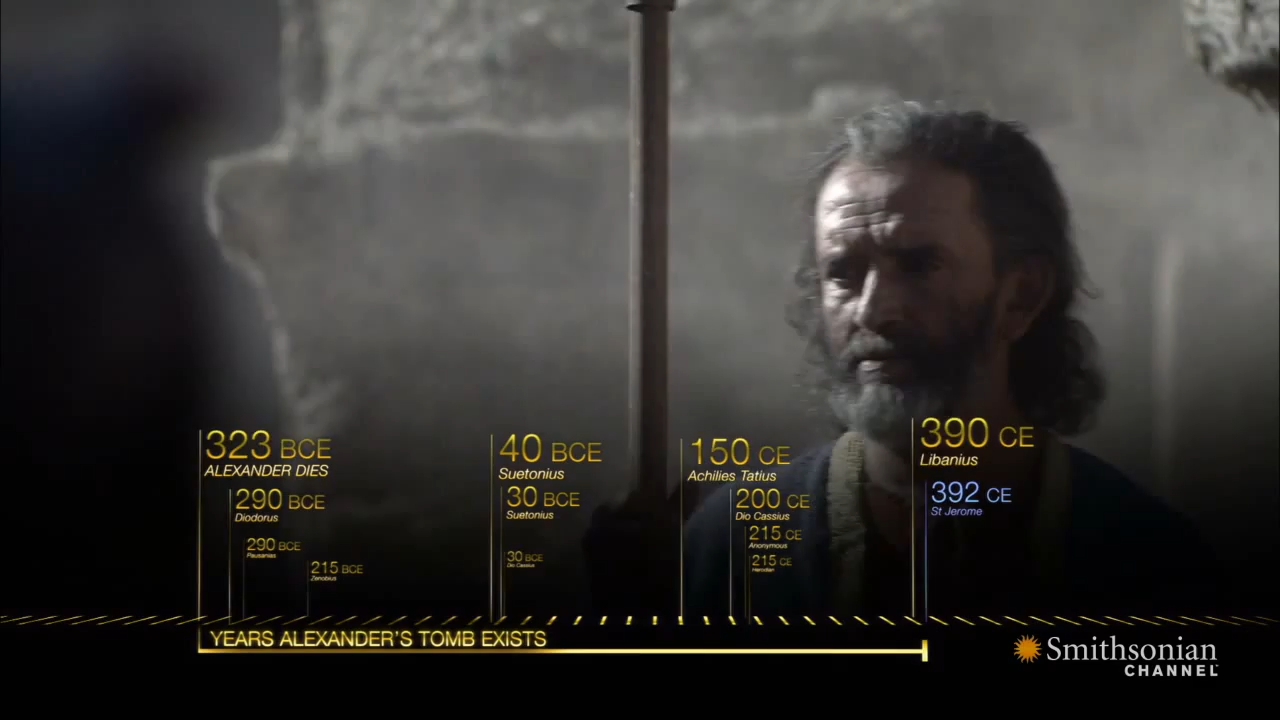 323 BCE
ALEXANDER DIES
290 BCE
Diodorus
290 BCE
Pausanias
215 BCE
Zenobius
40 BCE
Suetonius
30 BCE
Suetonius
30 BCE
Dio Cassius
150 CE
Achilies Tatius
200 CE
Dio Cassius
215 CE
Anonymous
215 CE
Herodian
390 CE
Libanius
392 CE
St Jerome
YEARS ALEXANDER'S TOMB EXISTS
Smithsonian
CHANNEL